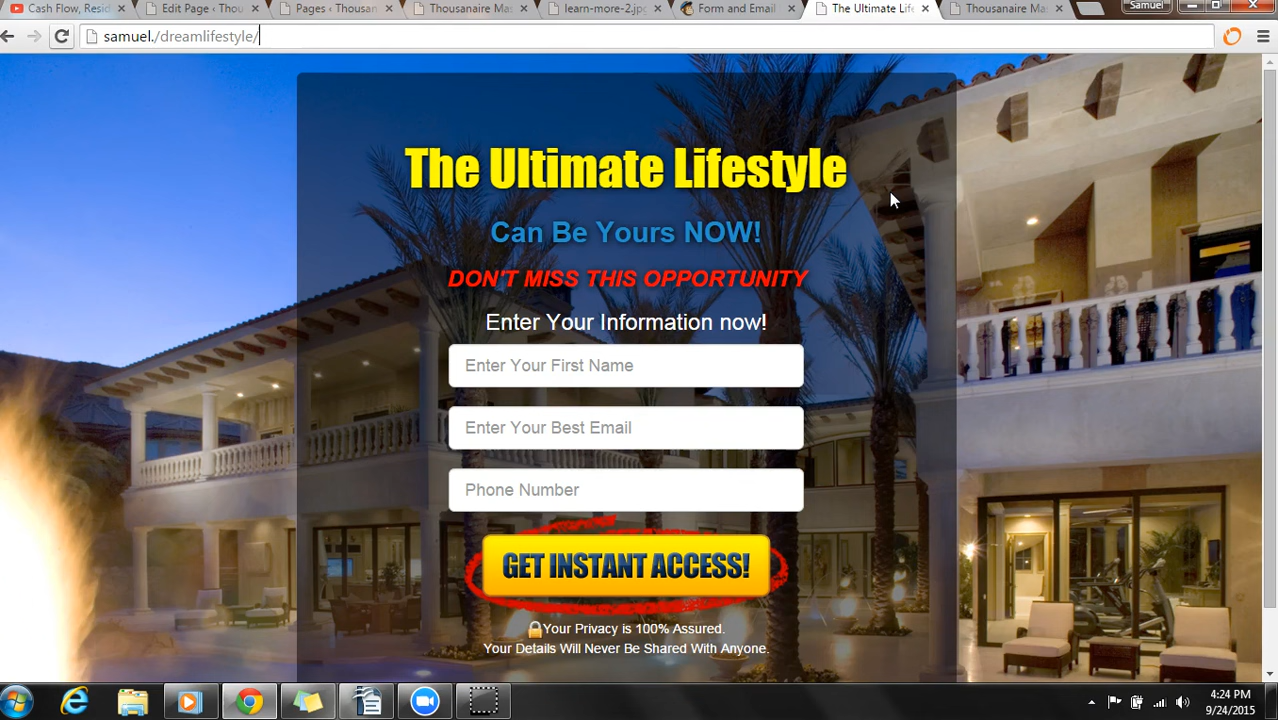 Cash Flow, Resid
Edit Page ‹ Thou
Pages ‹ Thousan
Thousanaire Mas
learn-more-2.jpg
Form and Email
The Ultimate Life
Thousanaire Mas
Samuel
samuel./dreamlifestyle/
The Ultimate Lifestyle
Can Be Yours NOW!
DON'T MISS THIS OPPORTUNITY
Enter Your Information now!
Enter Your First Name
Enter Your Best Email
Phone Number
GET INSTANT ACCESS!
Your Privacy is 100% Assured.
Your Details Will Never Be Shared With Anyone.
4:24 PM
9/24/2015